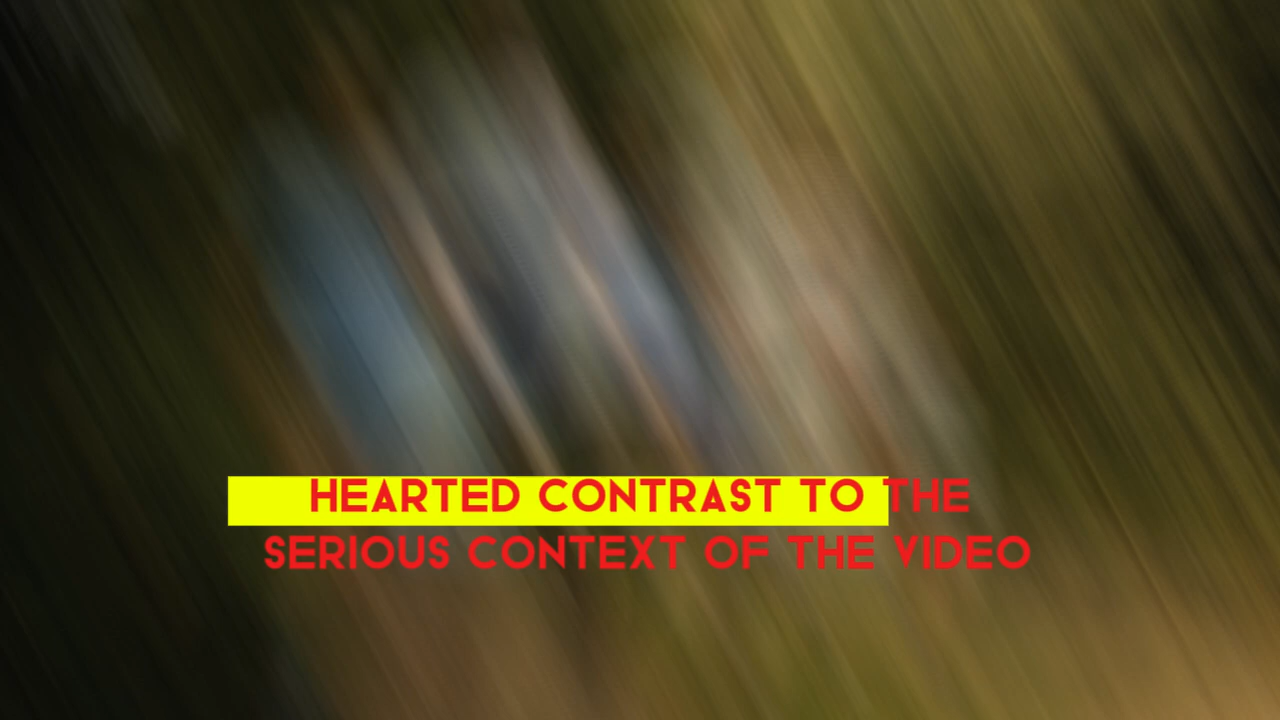 HEARTED CONTRAST TO THE
SERIOUS CONTEXT OF THE VIDEO